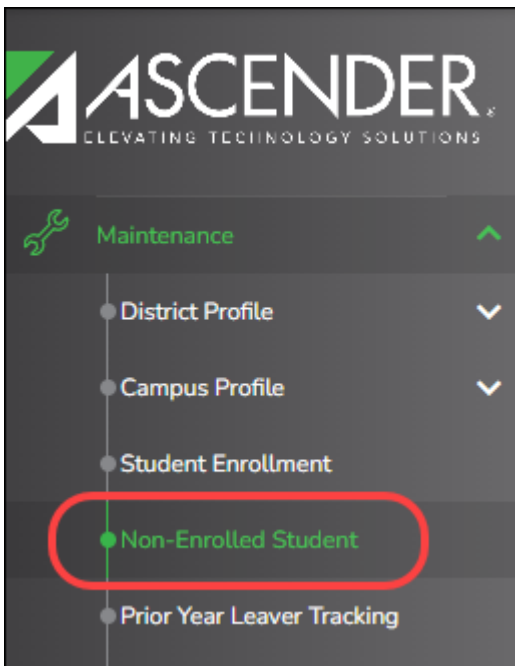 ASCENDER®
ELEVATING TECHNOLOGY SOLUTIONS
Maintenance
District Profile
Campus Profile
Student Enrollment
Non-Enrolled Student
Prior Year Leaver Tracking